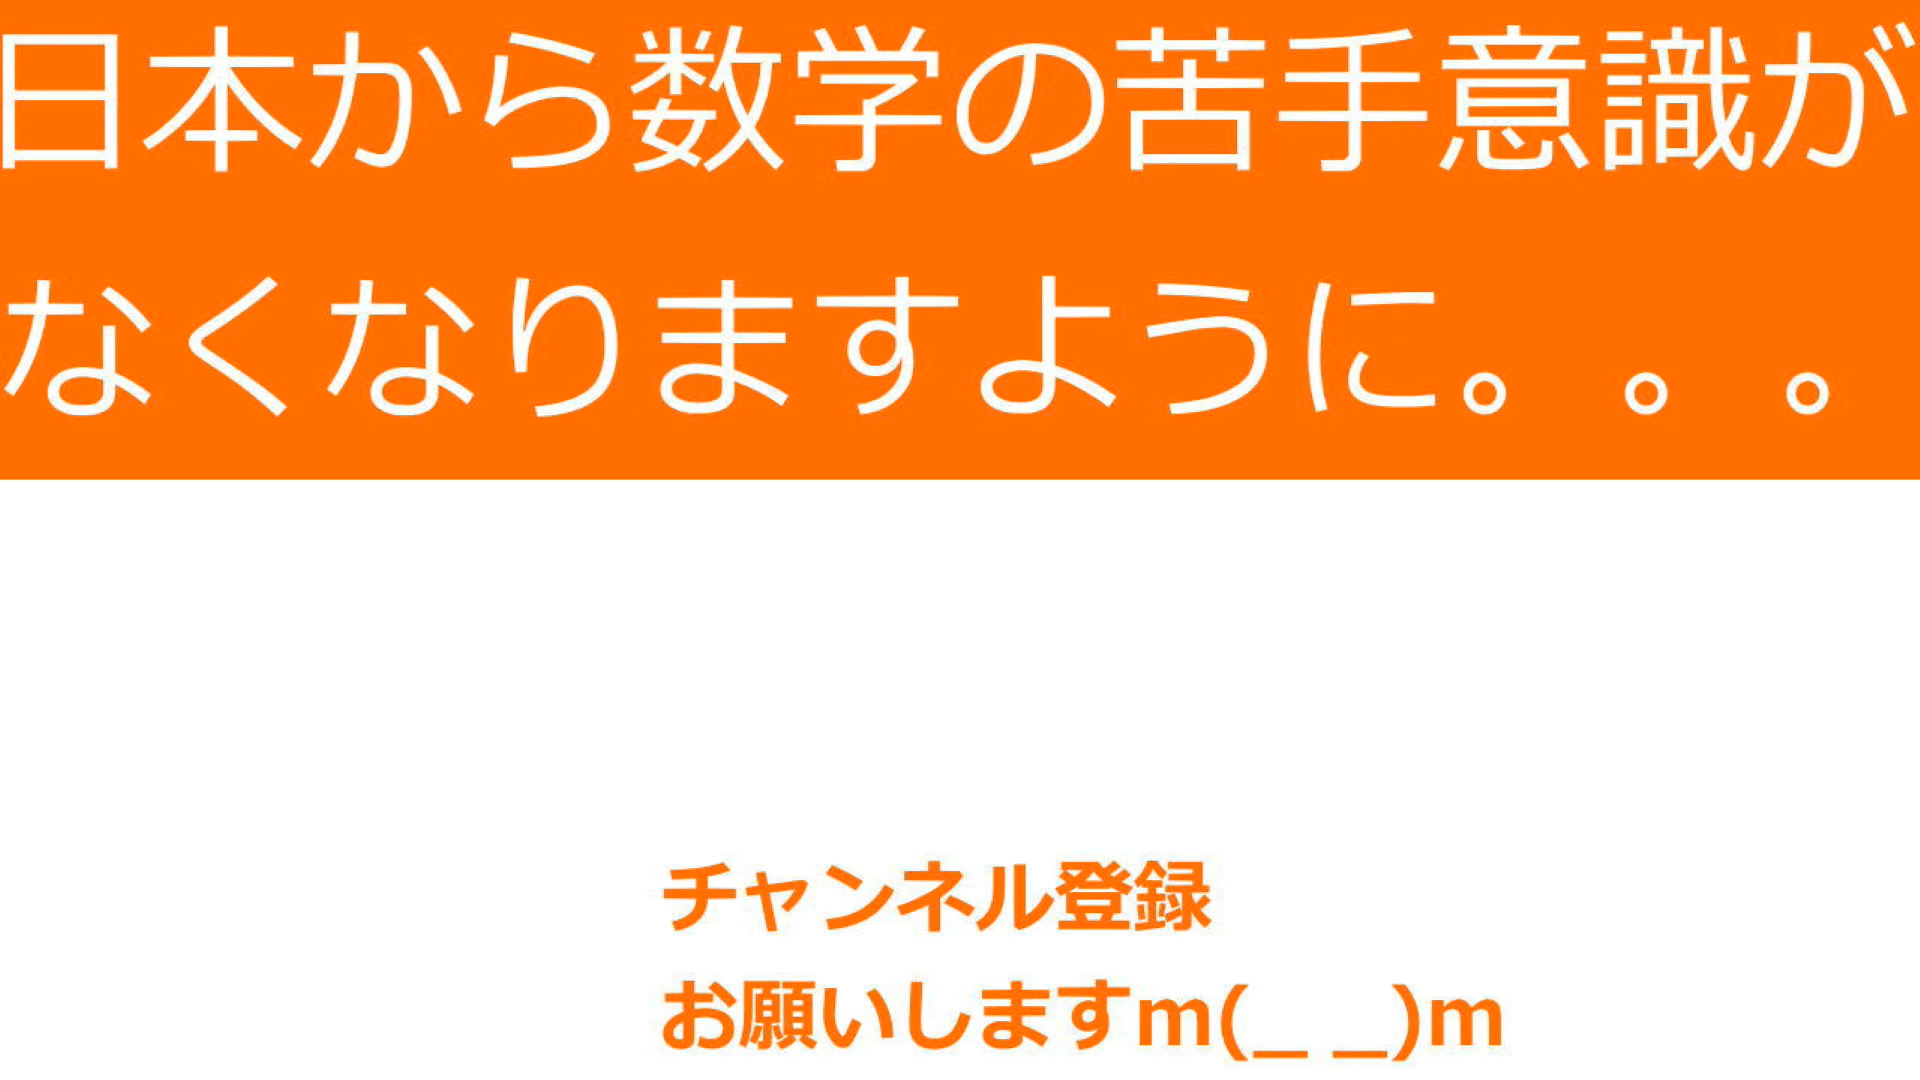 日本から数学の苦手意識が
なくなりますように。。。
チャンネル登録
お願いしますm(_ _)m